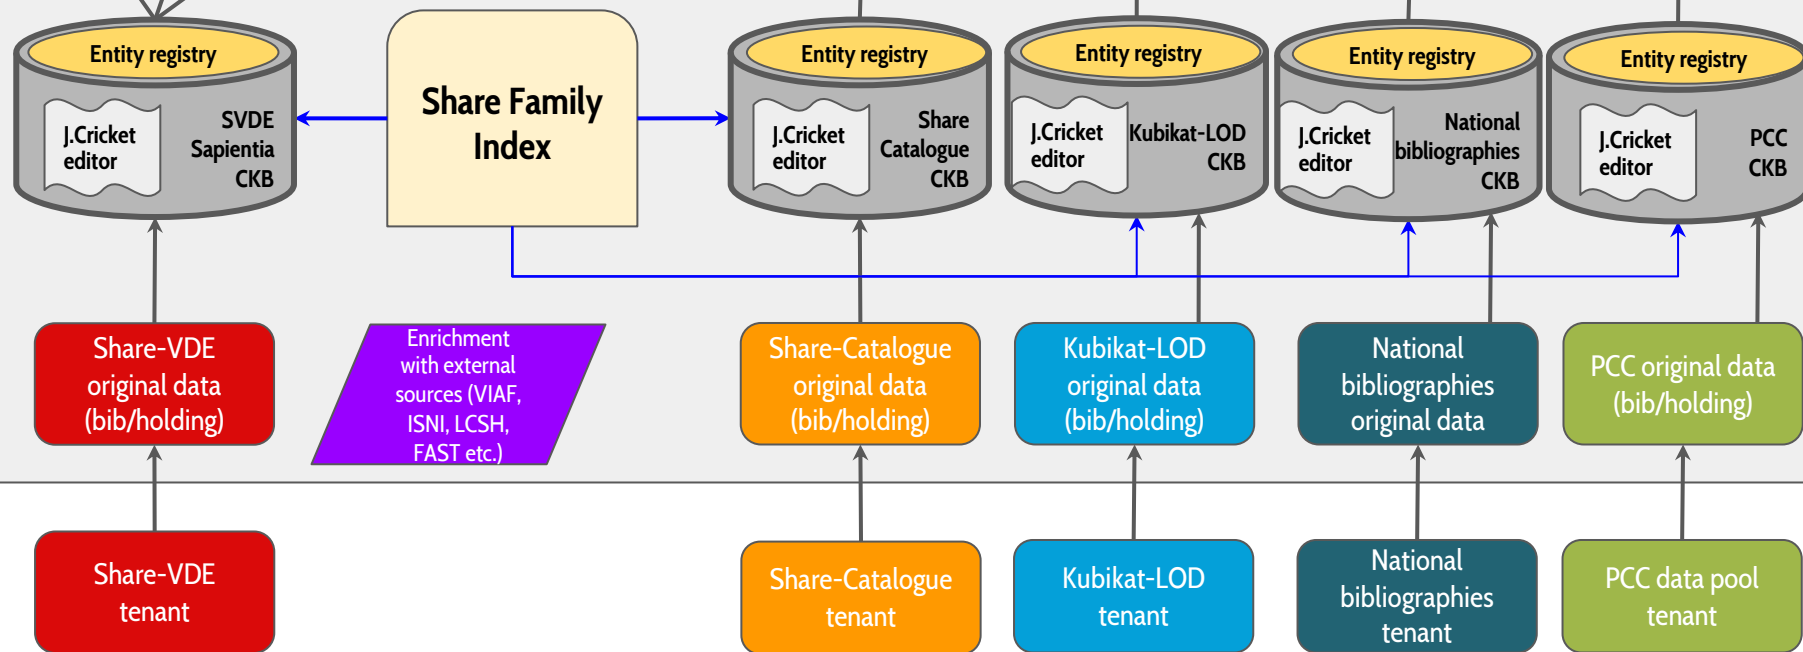 Entity registry
J.Cricket
editor
SVDE
Sapientia
CKB
Share Family
Index
Entity registry
J.Cricket
editor
Share
Catalogue
CKB
Entity registry
J.Cricket
editor
Kubikat-LOD
CKB
Entity registry
J.Cricket
editor
National
bibliographies
CKB
Entity registry
J.Cricket
editor
PCC
CKB
Share-VDE
original data
(bib/holding)
Enrichment
with external
sources (VIAF,
ISNI, LCSH,
FAST etc.)
Share-Catalogue
original data
(bib/holding)
Kubikat-LOD
original data
(bib/holding)
National
bibliographies
original data
PCC original data
(bib/holding)
Share-VDE
tenant
Share-Catalogue
tenant
Kubikat-LOD
tenant
National
bibliographies
tenant
PCC data pool
tenant